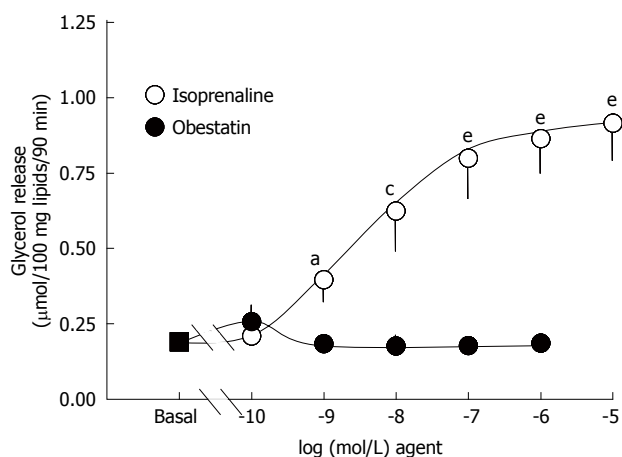 1.25
1.00
0.75
0.50
0.25
0.00
Glycerol release
(μmol/100 mg lipids/90 min)
Isoprenaline
Obestatin
a
c
e
e
e
Basal
-10
-9
-8
-7
-6
-5
log (mol/L) agent